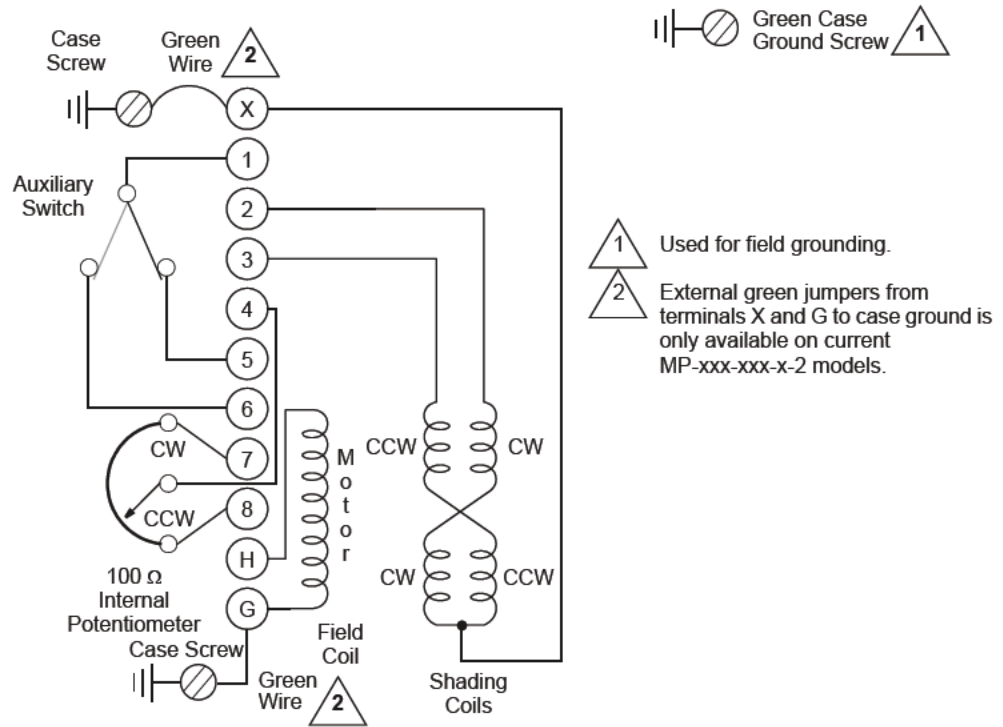 Case
Screw
Green
Wire
2
Green Case
Ground Screw
1
X
1
Auxiliary
Switch
2
3
4
5
6
7
8
H
G
CW
CCW
100 Ω
Internal
Potentiometer
Motor
Field
Coil
CCW
CW
CW
CCW
Shading
Coils
Case Screw
Green
Wire
2
1
Used for field grounding.
2
External green jumpers from
terminals X and G to case ground is
only available on current
MP-xxx-xxx-x-2 models.